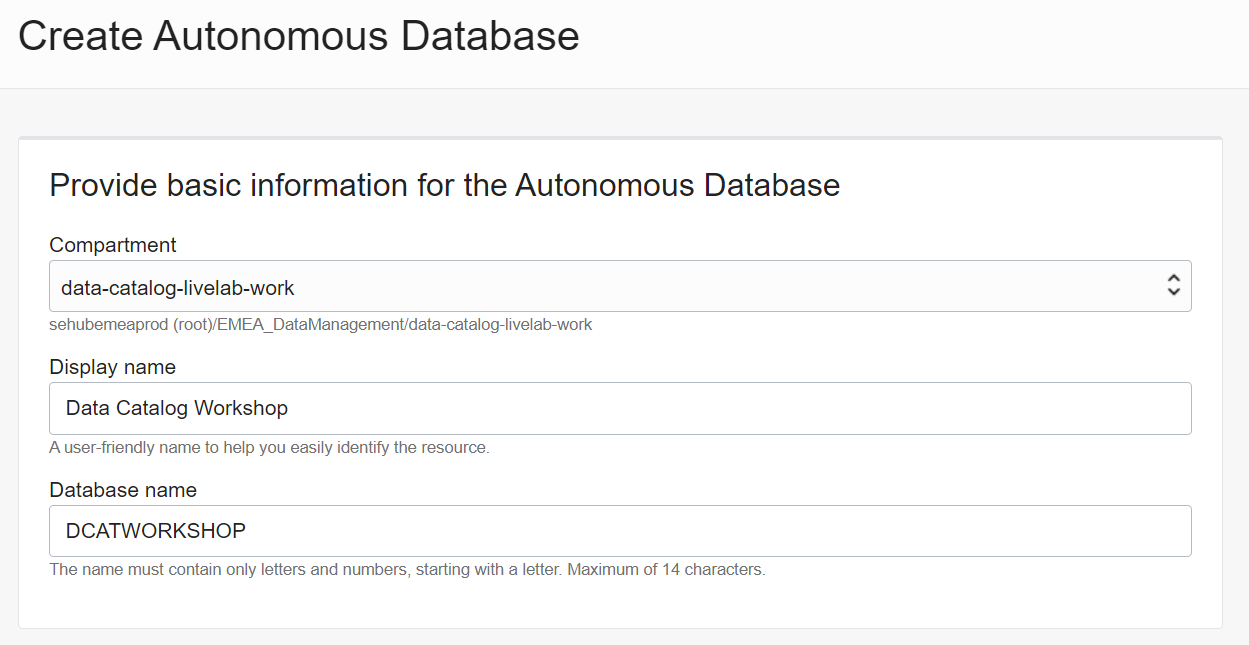 Create Autonomous Database
Provide basic information for the Autonomous Database
Compartment
data-catalog-livelab-work
sehubemeaprod (root)/EMEA_DataManagement/data-catalog-livelab-work
Display name
Data Catalog Workshop
A user-friendly name to help you easily identify the resource.
Database name
DCATWORKSHOP
The name must contain only letters and numbers, starting with a letter. Maximum of 14 characters.